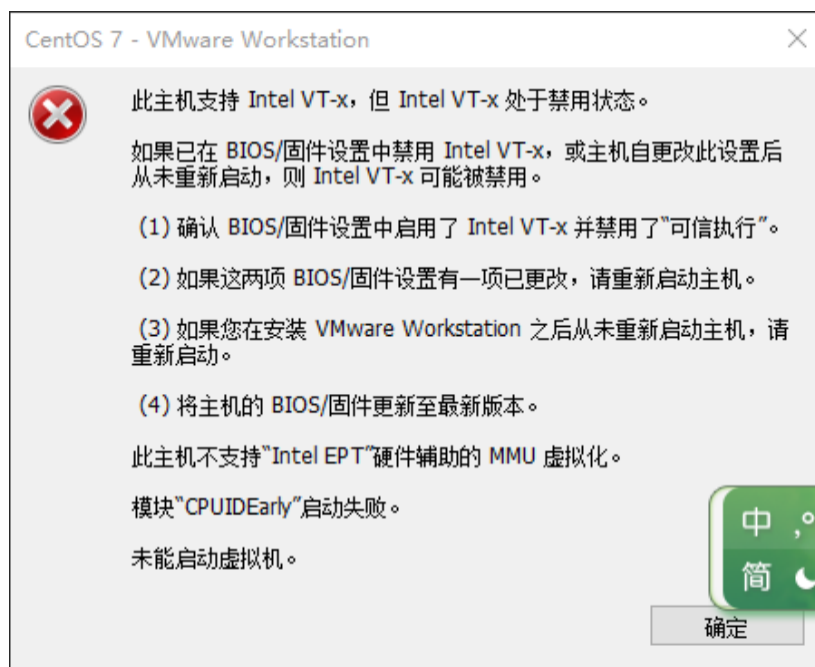 CentOS 7 - VMware Workstation
此主机支持 Intel VT-x，但 Intel VT-x 处于禁用状态。
如果已在 BIOS/固件设置中禁用 Intel VT-x，或主机自更改此设置后
从未重新启动，则 Intel VT-x 可能被禁用。
(1) 确认 BIOS/固件设置中启用了 Intel VT-x 并禁用了“可信执行”。
(2) 如果这两项 BIOS/固件设置有一项已更改，请重新启动主机。
(3) 如果您在安装 VMware Workstation 之后从未重新启动主机，请
重新启动。
(4) 将主机的 BIOS/固件更新至最新版本。
此主机不支持“Intel EPT”硬件辅助的 MMU 虚拟化。
模块“CPUIDEarly”启动失败。
未能启动虚拟机。
中 ,°
简
确定